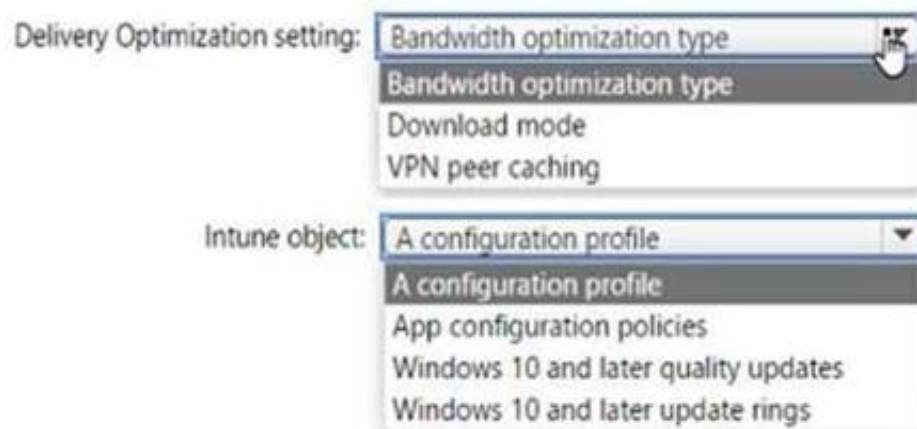 Delivery Optimization setting: Bandwidth optimization type
Bandwidth optimization type
Download mode
VPN peer caching
Intune object: A configuration profile
A configuration profile
App configuration policies
Windows 10 and later quality updates
Windows 10 and later update rings